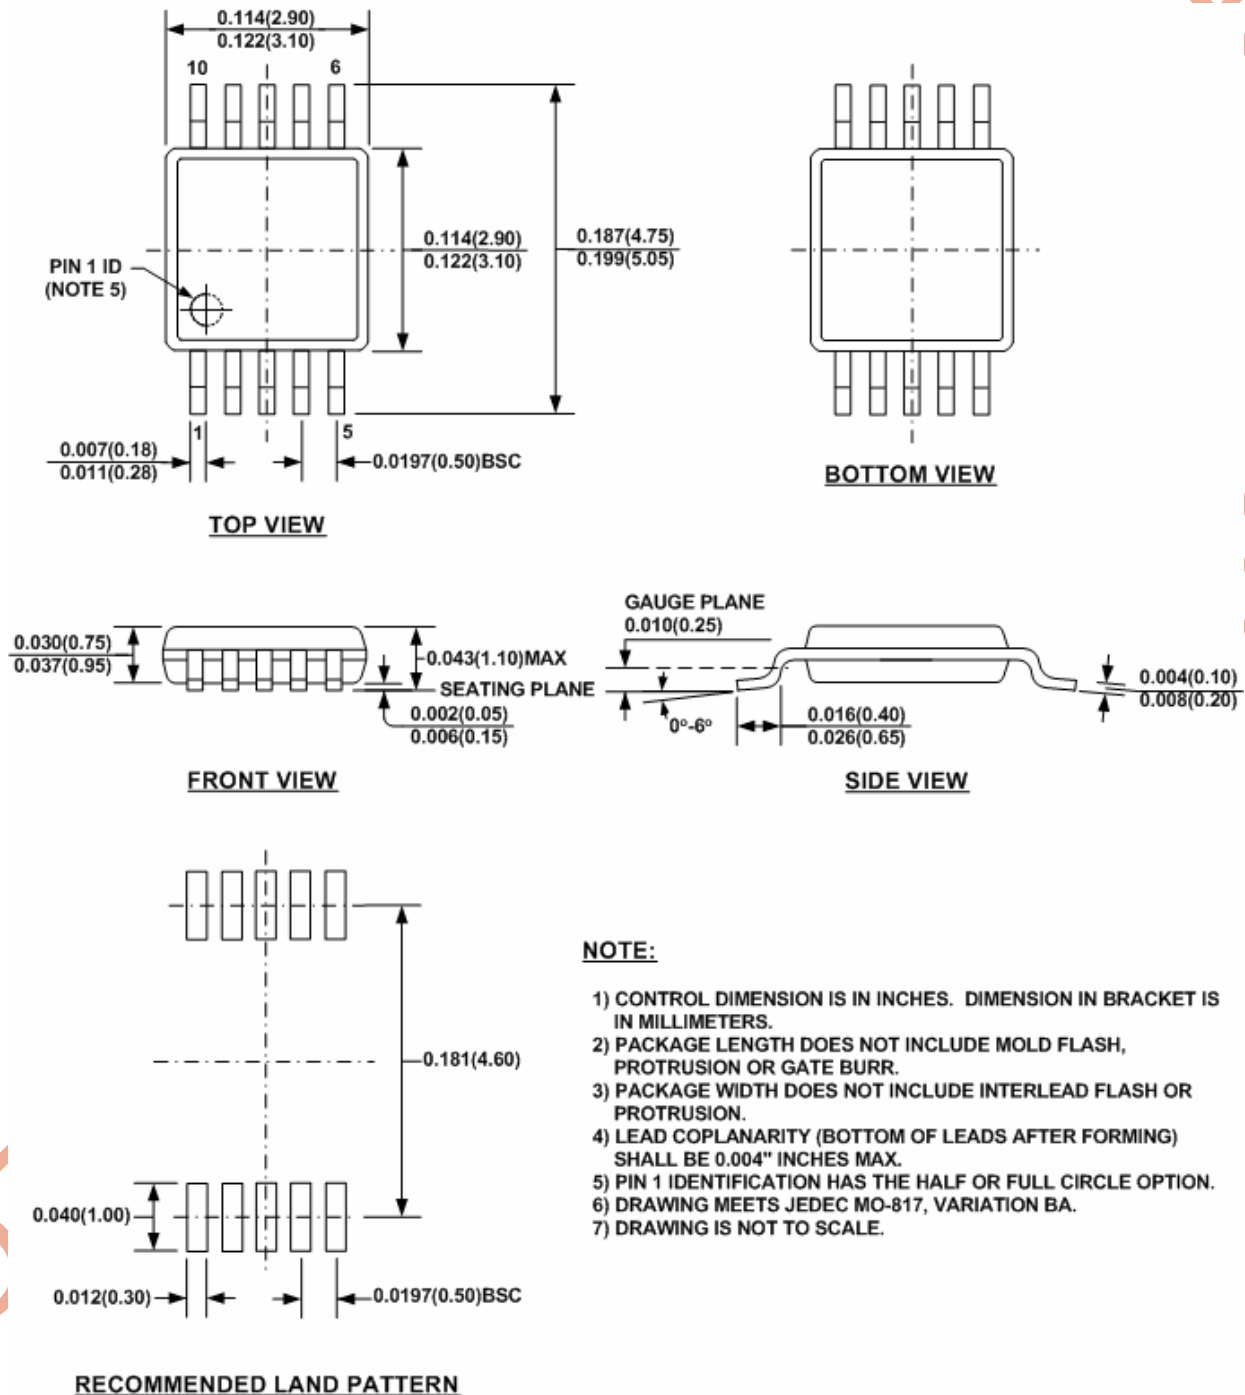 0.114(2.90)
0.122(3.10)
10
6
0.114(2.90)
0.122(3.10)
0.187(4.75)
0.199(5.05)
PIN 1 ID
(NOTE 5)
1
5
0.007(0.18)
0.011(0.28)
0.0197(0.50)BSC
TOP VIEW
BOTTOM VIEW
0.030(0.75)
0.037(0.95)
0.043(1.10)MAX
SEATING PLANE
0.002(0.05)
0.006(0.15)
FRONT VIEW
GAUGE PLANE
0.010(0.25)
0°-6°
0.016(0.40)
0.026(0.65)
0.004(0.10)
0.008(0.20)
SIDE VIEW
0.181(4.60)
0.040(1.00)
0.012(0.30)
0.0197(0.50)BSC
RECOMMENDED LAND PATTERN
NOTE:
1) CONTROL DIMENSION IS IN INCHES. DIMENSION IN BRACKET IS
IN MILLIMETERS.
2) PACKAGE LENGTH DOES NOT INCLUDE MOLD FLASH,
PROTRUSION OR GATE BURR.
3) PACKAGE WIDTH DOES NOT INCLUDE INTERLEAD FLASH OR
PROTRUSION.
4) LEAD COPLANARITY (BOTTOM OF LEADS AFTER FORMING)
SHALL BE 0.004" INCHES MAX.
5) PIN 1 IDENTIFICATION HAS THE HALF OR FULL CIRCLE OPTION.
6) DRAWING MEETS JEDEC MO-817, VARIATION BA.
7) DRAWING IS NOT TO SCALE.